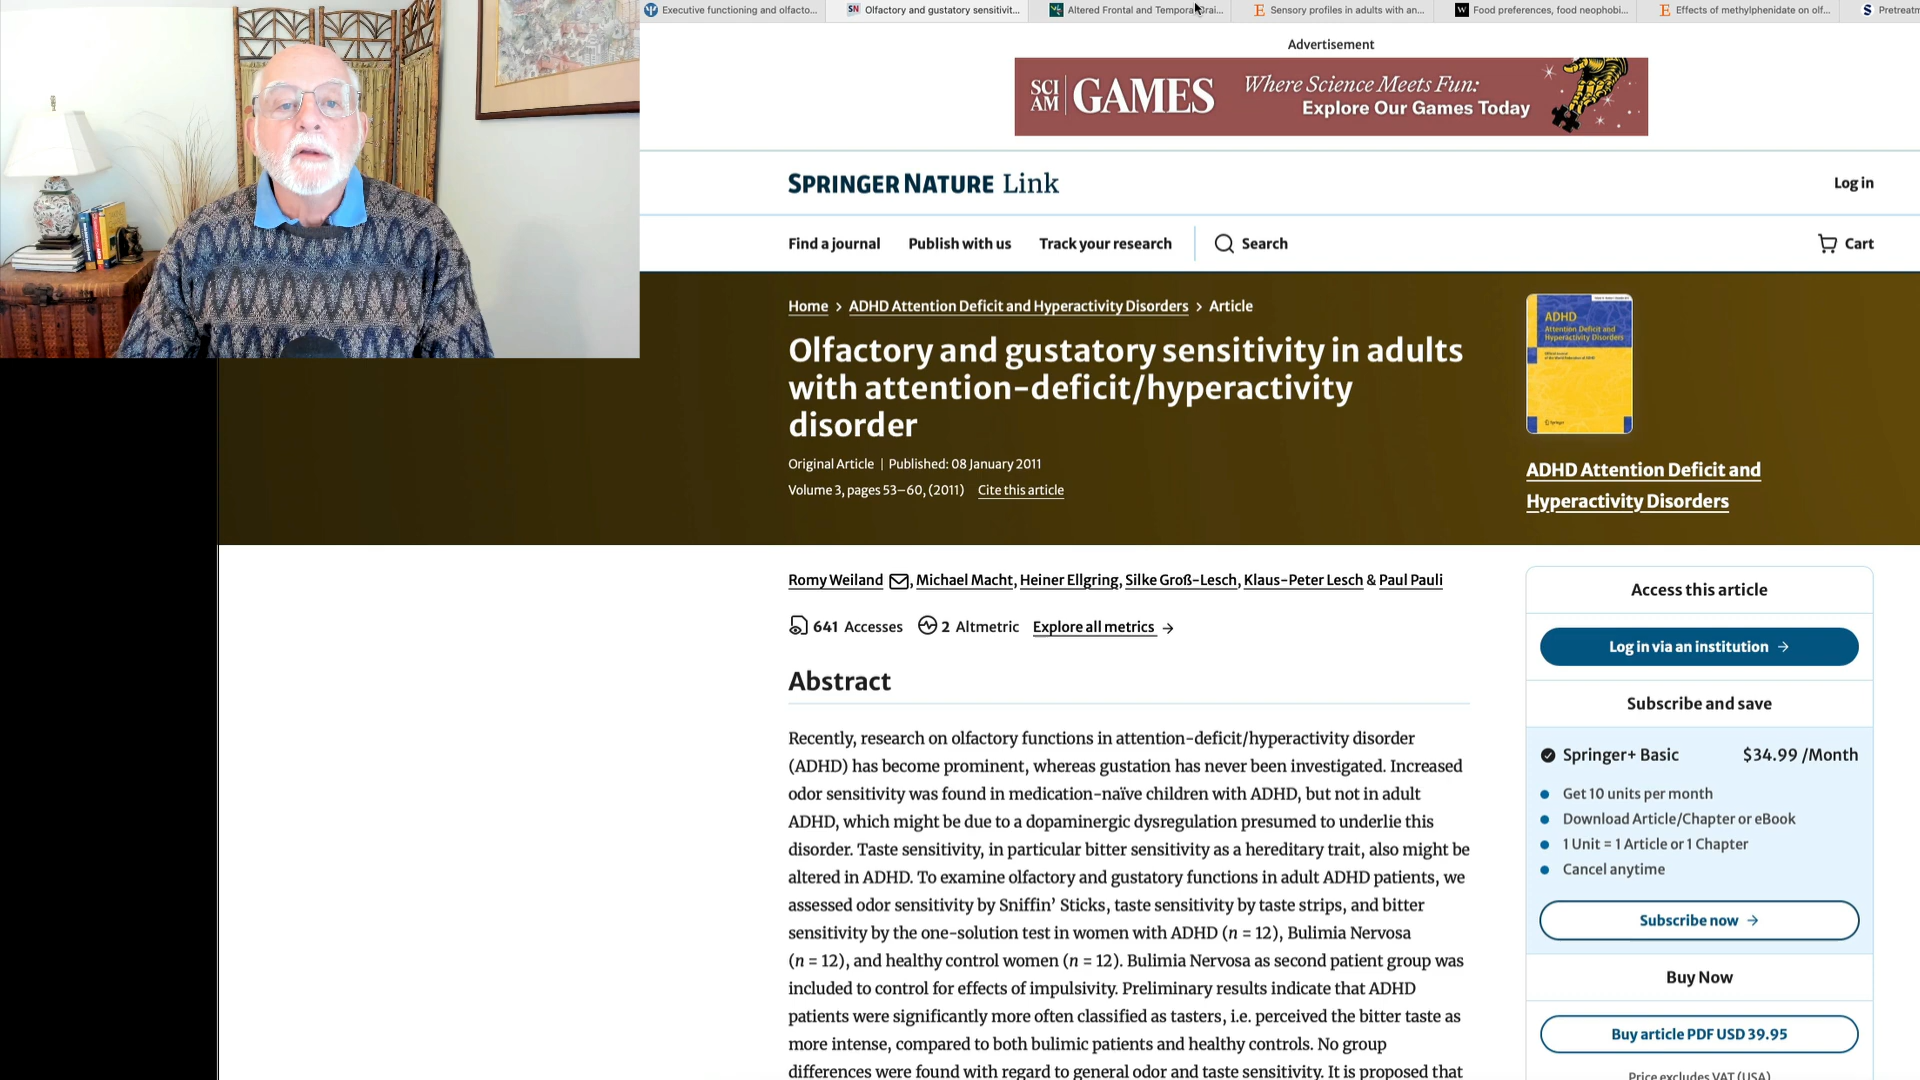 Executive functioning and olfacto...
Olfactory and gustatory sensitivit...
Altered Frontal and Tempora
Sensory profiles in adults with an...
Food preferences, food neophobi...
Effects of methylphenidate on olf...
Pretreatm
Advertisement
SCI AM GAMES
Where Science Meets Fun:
Explore Our Games Today
SPRINGER NATURE Link
Log in
Find a journal
Publish with us
Track your research
Search
Cart
Home > ADHD Attention Deficit and Hyperactivity Disorders > Article
Olfactory and gustatory sensitivity in adults
with attention-deficit/hyperactivity
disorder
Original Article | Published: 08 January 2011
Volume 3, pages 53–60, (2011) Cite this article
ADHD
Attention Deficit and
Hyperactivity Disorders
Springer
ADHD Attention Deficit and
Hyperactivity Disorders
Romy Weiland, Michael Macht, Heiner Ellgring, Silke Groß-Lesch, Klaus-Peter Lesch & Paul Pauli
641 Accesses 2 Altmetric Explore all metrics →
Abstract
Recently, research on olfactory functions in attention-deficit/hyperactivity disorder
(ADHD) has become prominent, whereas gustation has never been investigated. Increased
odor sensitivity was found in medication-naïve children with ADHD, but not in adult
ADHD, which might be due to a dopaminergic dysregulation presumed to underlie this
disorder. Taste sensitivity, in particular bitter sensitivity as a hereditary trait, also might be
altered in ADHD. To examine olfactory and gustatory functions in adult ADHD patients, we
assessed odor sensitivity by Sniffin’ Sticks, taste sensitivity by taste strips, and bitter
sensitivity by the one-solution test in women with ADHD (n = 12), Bulimia Nervosa
(n = 12), and healthy control women (n = 12). Bulimia Nervosa as second patient group was
included to control for effects of impulsivity. Preliminary results indicate that ADHD
patients were significantly more often classified as tasters, i.e. perceived the bitter taste as
more intense, compared to both bulimic patients and healthy controls. No group
differences were found with regard to general odor and taste sensitivity. It is proposed that
Access this article
Log in via an institution →
Subscribe and save
Springer+ Basic
$34.99 /Month
Get 10 units per month
Download Article/Chapter or eBook
1 Unit = 1 Article or 1 Chapter
Cancel anytime
Subscribe now →
Buy Now
Buy article PDF USD 39.95
Price excludes VAT (USA)